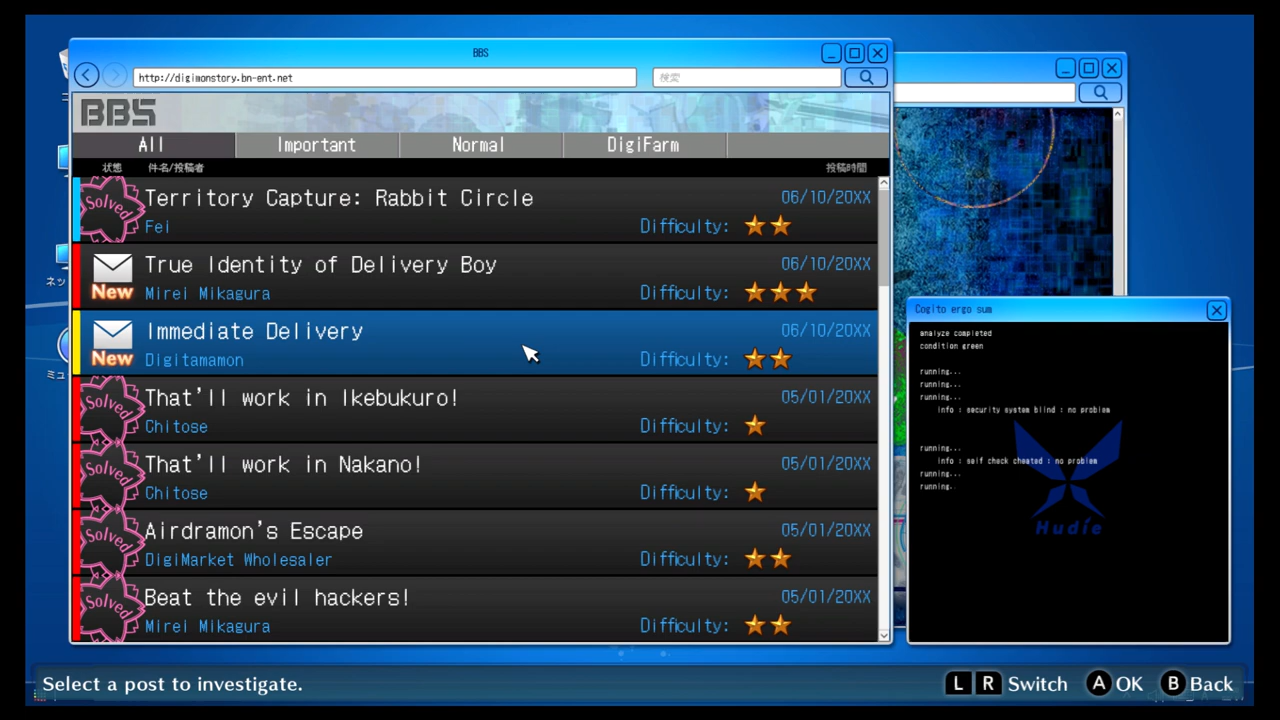 BBS
http://digimonstory.bn-ent.net
検索
BBS
All Important Normal DigiFarm
状態 件名/投稿者 投稿時間
Solved Territory Capture: Rabbit Circle 06/10/20XX
Fei Difficulty:
True Identity of Delivery Boy 06/10/20XX
New Mirei Mikagura Difficulty:
Immediate Delivery 06/10/20XX
New Digitamamon Difficulty:
Solved That'll work in Ikebukuro! 05/01/20XX
Chitose Difficulty:
Solved That'll work in Nakano! 05/01/20XX
Chitose Difficulty:
Solved Airdramon's Escape 05/01/20XX
DigiMarket Wholesaler Difficulty:
Solved Beat the evil hackers! 05/01/20XX
Mirei Mikagura Difficulty:
Cogito ergo sum
analyze completed
condition green
running...
running...
running...
info : security system blind : no problem
running...
info : self check cheated : no problem
running...
running.
Hudie
Select a post to investigate.
L R Switch A OK B Back